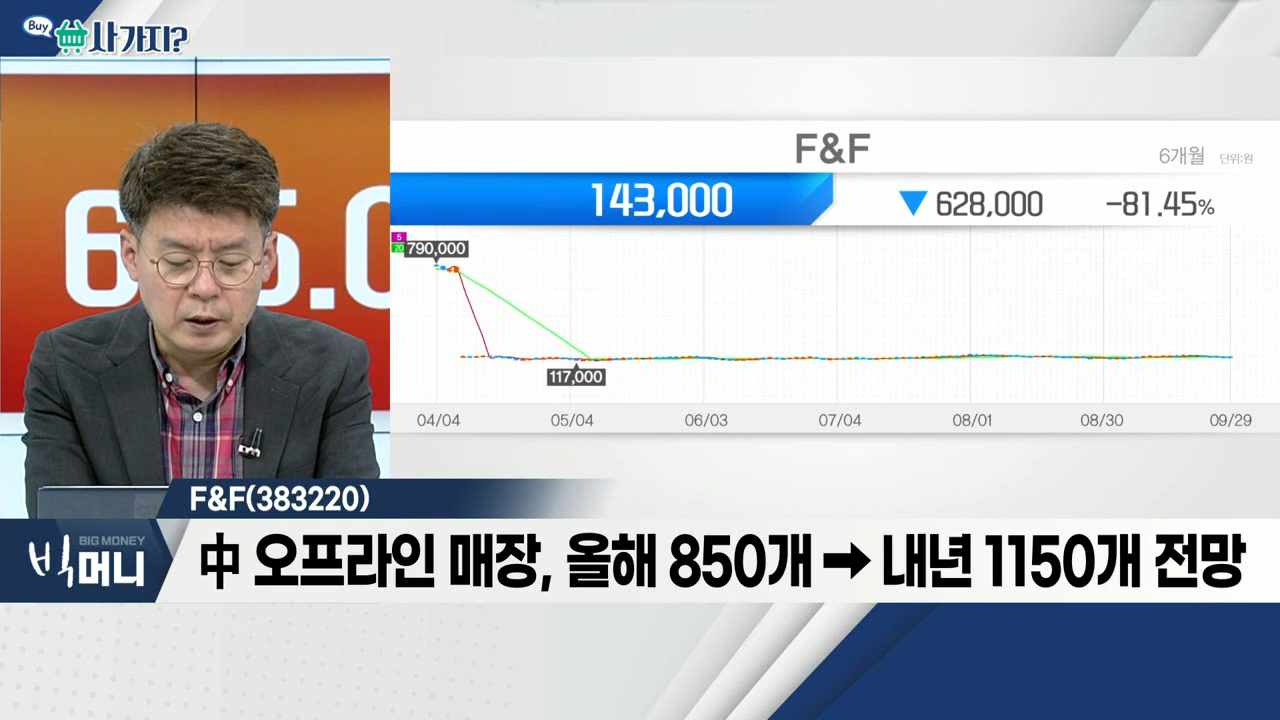 Buy 사가지?
6 5.0
F&F
6개월 단위:원
143,000 ▼ 628,000 -81.45%
5
20
790,000
117,000
04/04 05/04 06/03 07/04 08/01 08/30 09/29
F&F(383220)
BIG MONEY
빅머니
中 오프라인 매장, 올해 850개 ➡ 내년 1150개 전망